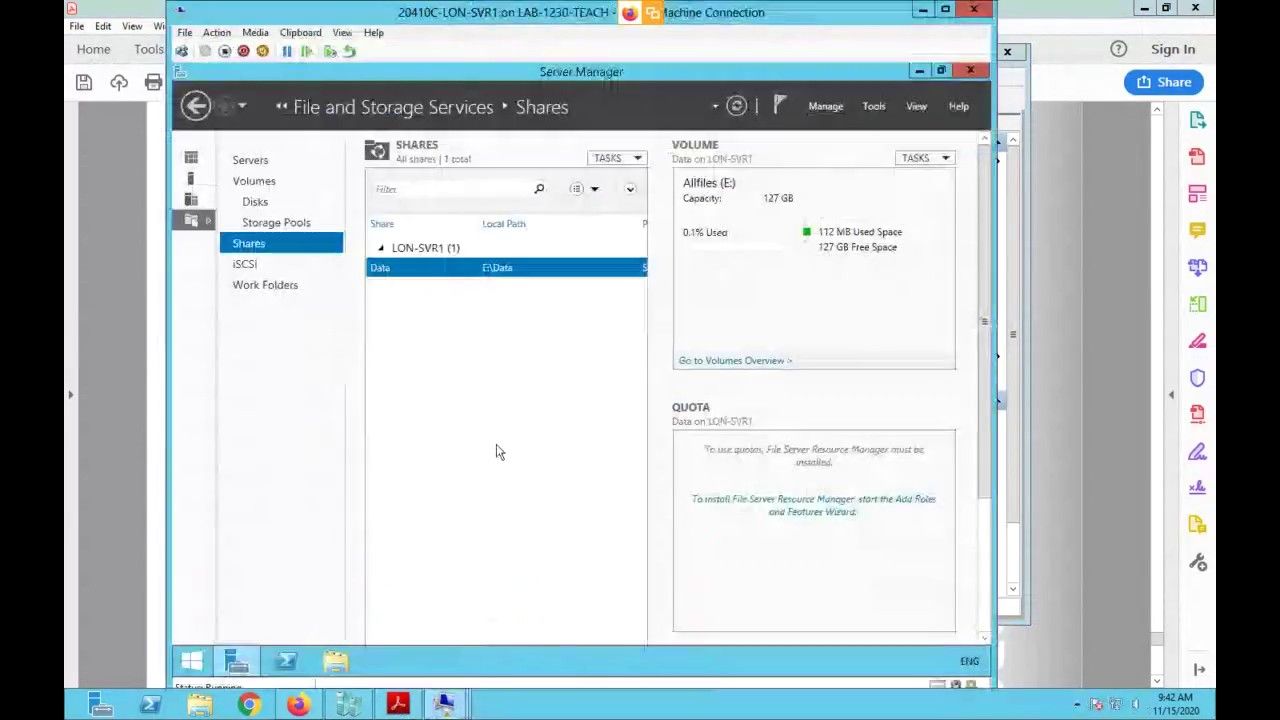 20410C-LON-SVR1 on LAB-1230-TEACH - Machine Connection
File Edit View Wi
File Action Media Clipboard View Help
Home Tools
Sign In
Share
Server Manager
File and Storage Services Shares
Manage Tools View Help
Servers
Volumes
Disks
Storage Pools
Shares
iSCSI
Work Folders
SHARES
All shares | 1 total
TASKS
Filter
Share Local Path P
LON-SVR1 (1)
Data E:\Data S
VOLUME
Data on LON-SVR1
TASKS
Allfiles (E:)
Capacity: 127 GB
0.1% Used
112 MB Used Space
127 GB Free Space
Go to Volumes Overview >
QUOTA
Data on LON-SVR1
To use quotas, File Server Resource Manager must be
installed.
To install File Server Resource Manager, start the Add Roles
and Features Wizard.
ENG
Status: Running
9:42 AM
11/15/2020